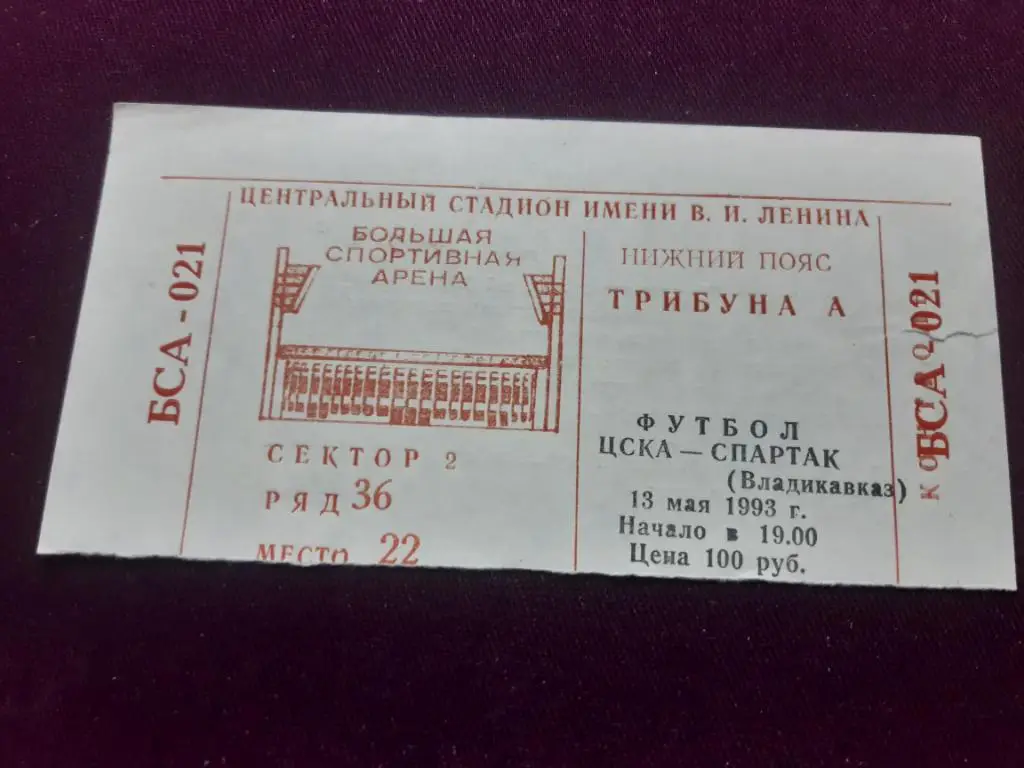 ЦЕНТРАЛЬНЫЙ СТАДИОН ИМЕНИ В. И. ЛЕНИНА
БСА - 021
БОЛЬШАЯ
СПОРТИВНАЯ
АРЕНА
СЕКТОР 2
РЯД 36
МЕСТО 22
НИЖНИЙ ПОЯС
ТРИБУНА А
ФУТБОЛ
ЦСКА — СПАРТАК
(Владикавказ)
13 мая 1993 г.
Начало в 19.00
Цена 100 руб.
БСА 021